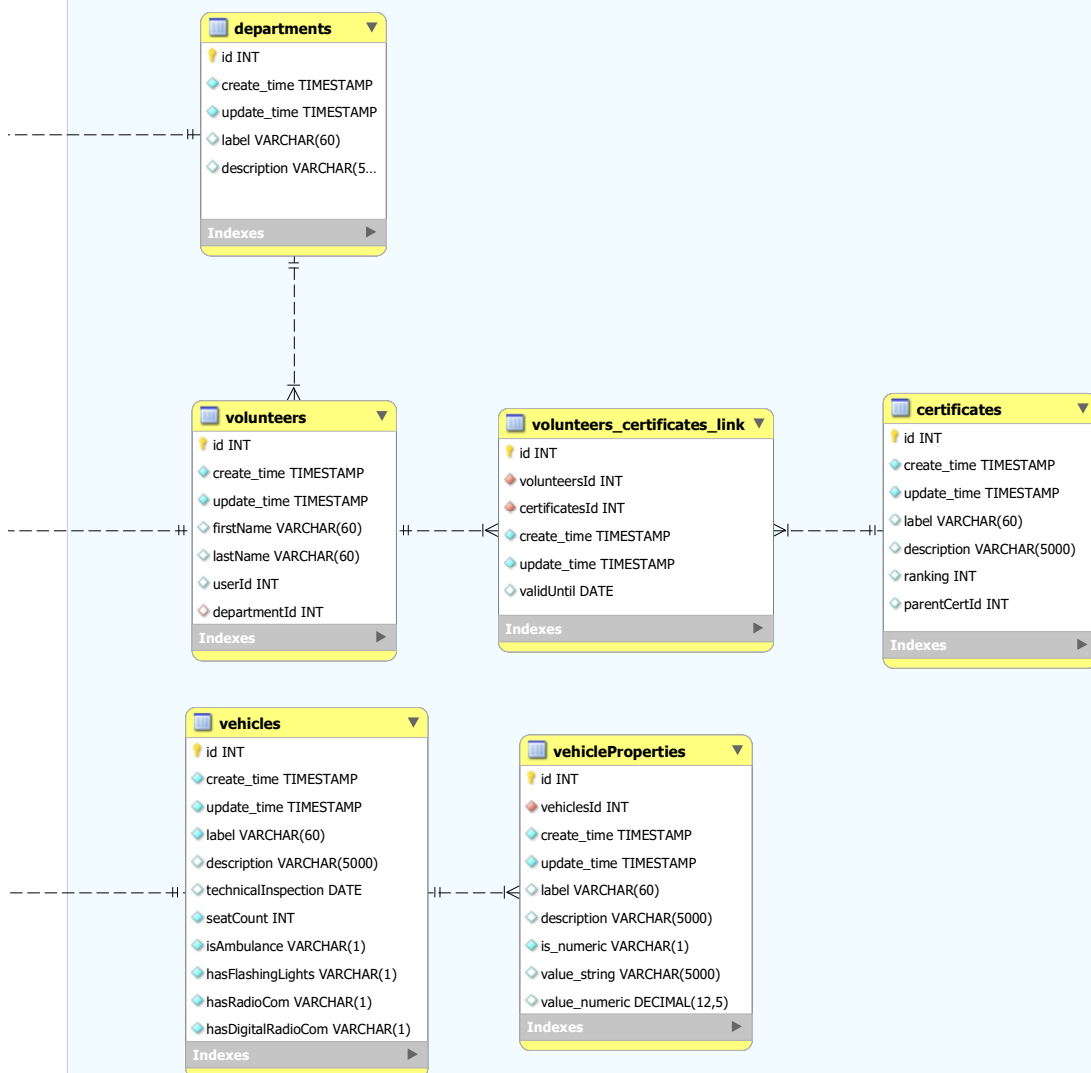 departments
id INT
create_time TIMESTAMP
update_time TIMESTAMP
label VARCHAR(60)
description VARCHAR(5...
Indexes
volunteers
id INT
create_time TIMESTAMP
update_time TIMESTAMP
firstName VARCHAR(60)
lastName VARCHAR(60)
userId INT
departmentId INT
Indexes
volunteers_certificates_link
id INT
volunteersId INT
certificatesId INT
create_time TIMESTAMP
update_time TIMESTAMP
validUntil DATE
Indexes
certificates
id INT
create_time TIMESTAMP
update_time TIMESTAMP
label VARCHAR(60)
description VARCHAR(5000)
ranking INT
parentCertId INT
Indexes
vehicles
id INT
create_time TIMESTAMP
update_time TIMESTAMP
label VARCHAR(60)
description VARCHAR(5000)
technicalInspection DATE
seatCount INT
isAmbulance VARCHAR(1)
hasFlashingLights VARCHAR(1)
hasRadioCom VARCHAR(1)
hasDigitalRadioCom VARCHAR(1)
Indexes
vehicleProperties
id INT
vehiclesId INT
create_time TIMESTAMP
update_time TIMESTAMP
label VARCHAR(60)
description VARCHAR(5000)
is_numeric VARCHAR(1)
value_string VARCHAR(5000)
value_numeric DECIMAL(12,5)
Indexes